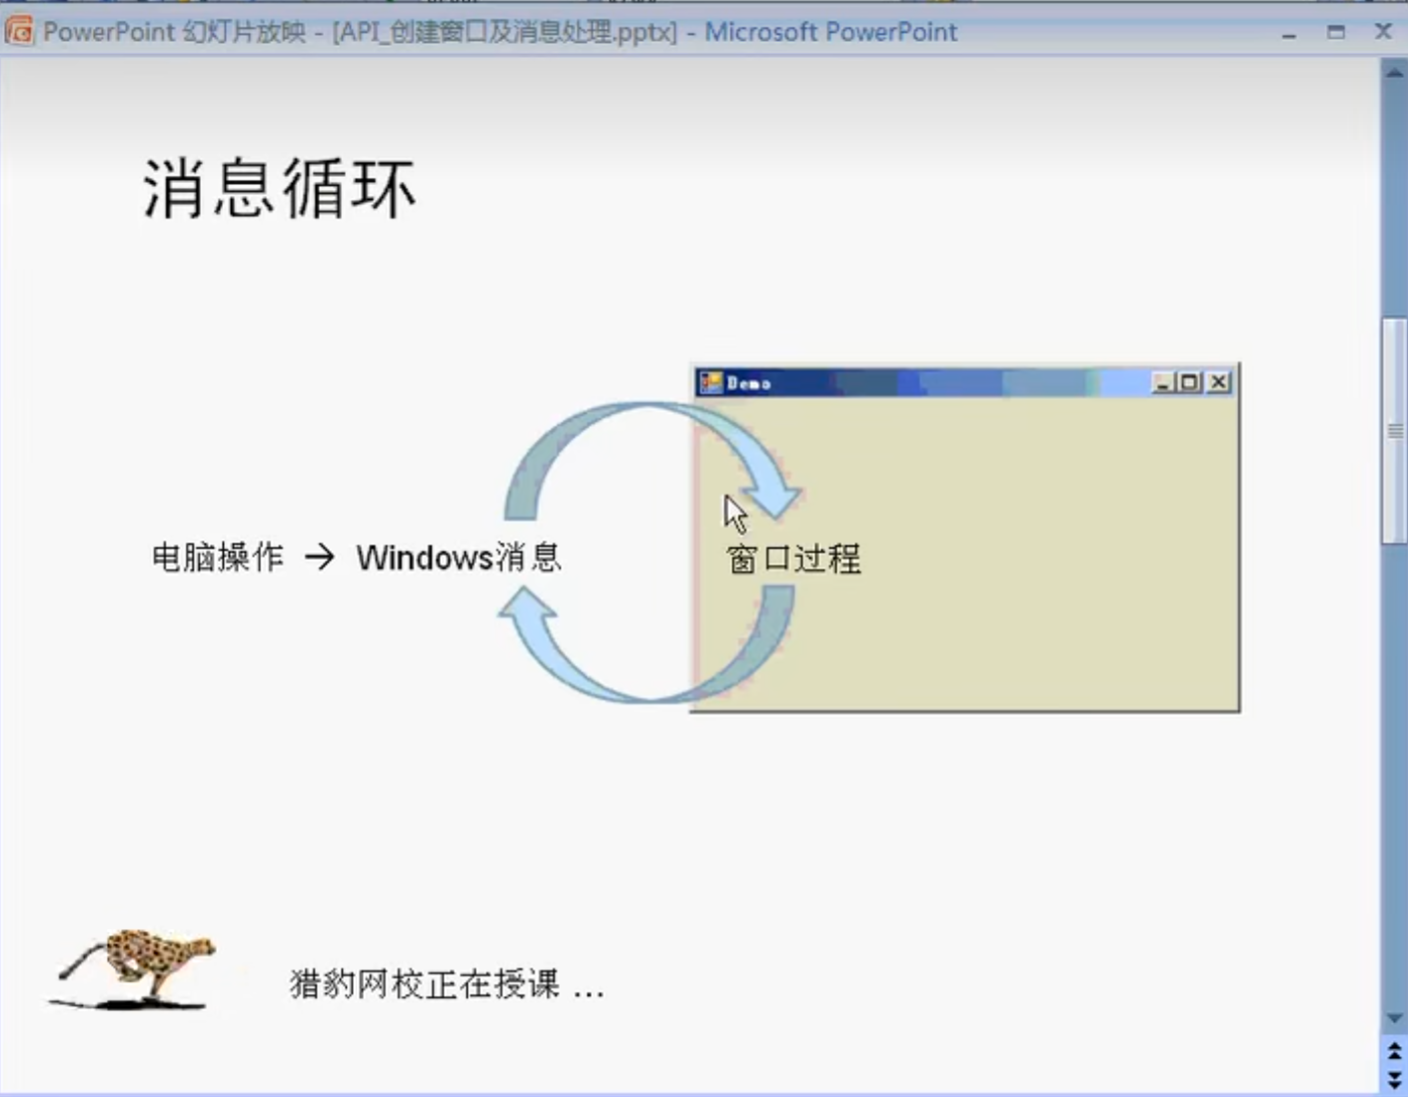 PowerPoint 幻灯片放映 - [API_创建窗口及消息处理.pptx] - Microsoft PowerPoint
消息循环
Demo
电脑操作 → Windows消息
窗口过程
猎豹网校正在授课 ...